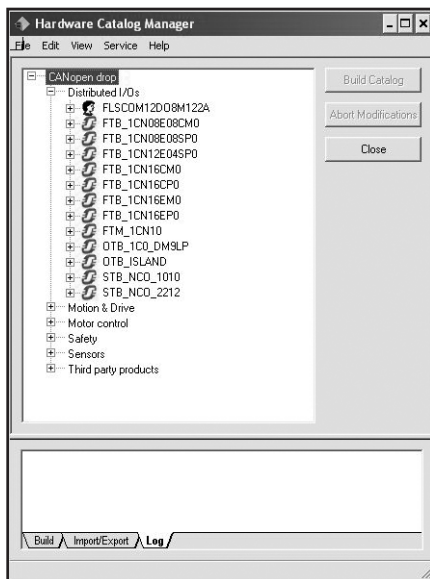 Hardware Catalog Manager
File Edit View Service Help
CANopen drop
Distributed I/Os
FLSCOM12DO8M122A
FTB_1CN08E08CM0
FTB_1CN08E08SP0
FTB_1CN12E04SP0
FTB_1CN16CM0
FTB_1CN16CP0
FTB_1CN16EM0
FTB_1CN16EP0
FTM_1CN10
OTB_1C0_DM9LP
OTB_ISLAND
STB_NCO_1010
STB_NCO_2212
Motion & Drive
Motor control
Safety
Sensors
Third party products
Build Catalog
Abort Modifications
Close
Build Import/Export Log